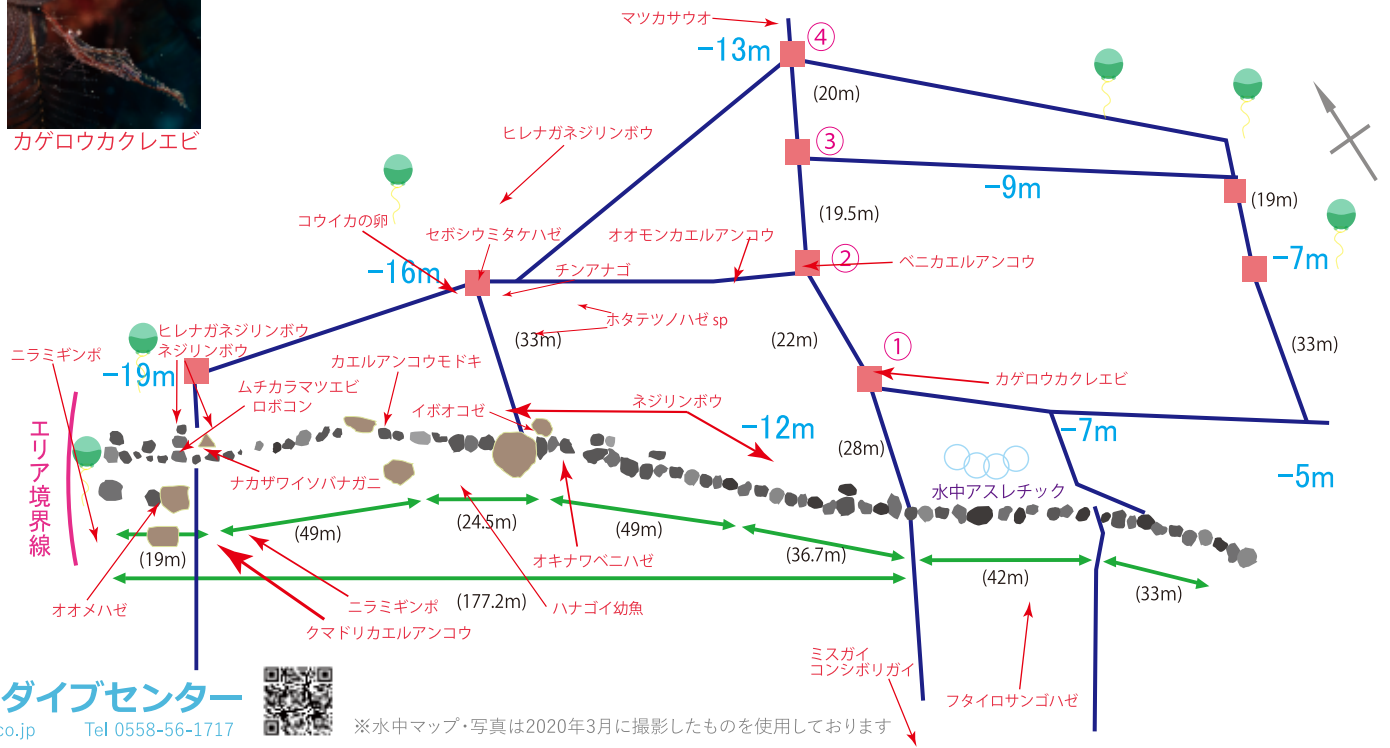 カゲロウカクレエビ
マツカサウオ
-13m
④
(20m)
ヒレナガネジリンボウ
③
-9m
(19m)
コウイカの卵
セボシウミタケハゼ
オオモンカエルアンコウ
(19.5m)
-16m
チンアナゴ
②
ベニカエルアンコウ
-7m
ホタテツノハゼsp
(33m)
(22m)
(33m)
ヒレナガネジリンボウ
ネジリンボウ
ニラミギンポ
-19m
カエルアンコウモドキ
①
カゲロウカクレエビ
ムチカラマツエビ
ロボコン
イボオコゼ
ネジリンボウ
-12m
-7m
エリア境界線
(28m)
水中アスレチック
-5m
ナカザワイソバナガニ
(49m)
(24.5m)
(49m)
(36.7m)
(19m)
オキナワベニハゼ
(42m)
(33m)
オオメハゼ
ニラミギンポ
(177.2m)
ハナゴイ幼魚
クマドリカエルアンコウ
ミスガイ
コンシボリガイ
フタイロサンゴハゼ
ダイブセンター
co.jp Tel 0558-56-1717
※水中マップ・写真は2020年3月に撮影したものを使用しております